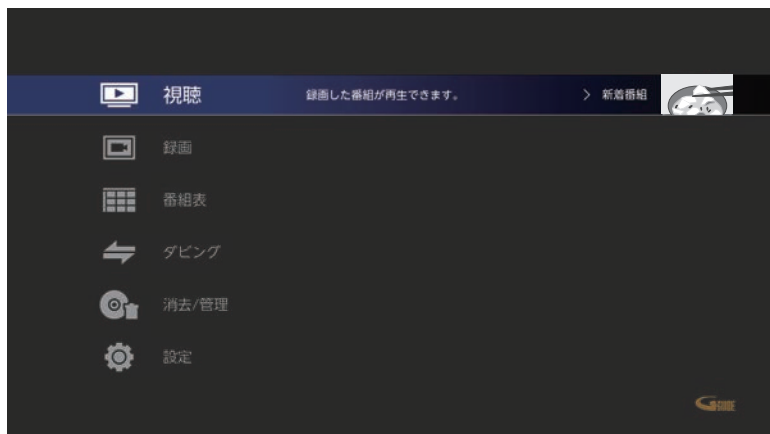 視聴 録画した番組が再生できます。 〉 新着番組
録画
番組表
ダビング
消去/管理
設定
G-GUIDE